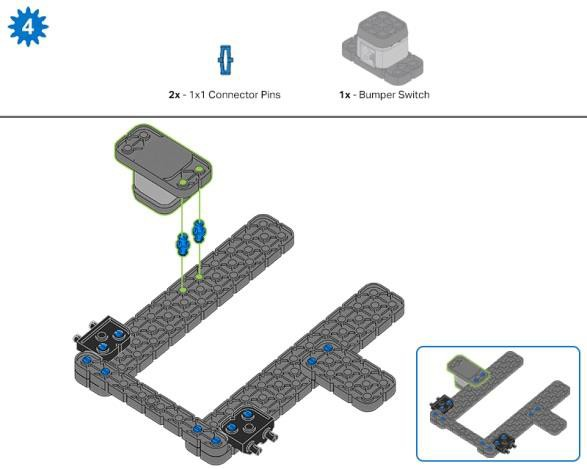 4
2x - 1x1 Connector Pins
1x - Bumper Switch